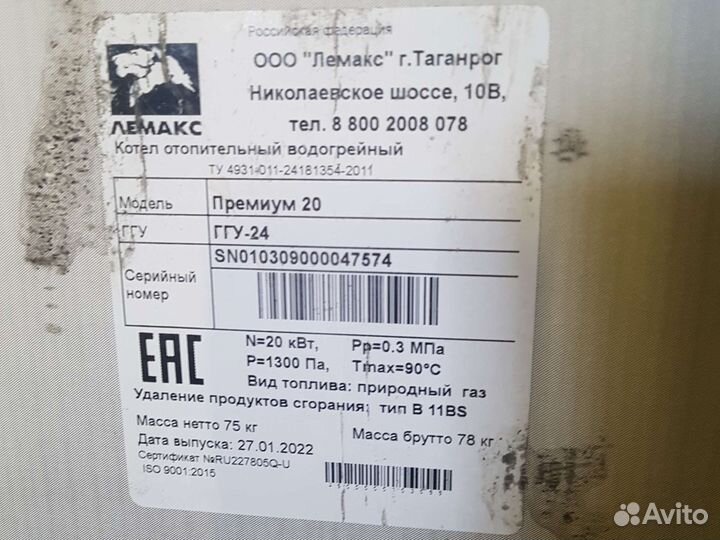 Российская федерация
ООО "Лемакс" г.Таганрог
Николаевское шоссе, 10В,
тел. 8 800 2008 078
ЛЕМАКС
Котел отопительный водогрейный
ТУ 4931-011-24181354-2011
Модель Премиум 20
ГГУ ГГУ-24
Серийный номер SN010309000047574
EAC
N=20 кВт, Pp=0.3 МПа
P=1300 Па, Tmax=90°C
Вид топлива: природный газ
Удаление продуктов сгорания: тип В 11BS
Масса нетто 75 кг
Масса брутто 78 кг
Дата выпуска: 27.01.2022
Сертификат №RU227805Q-U
ISO 9001:2015
Avito